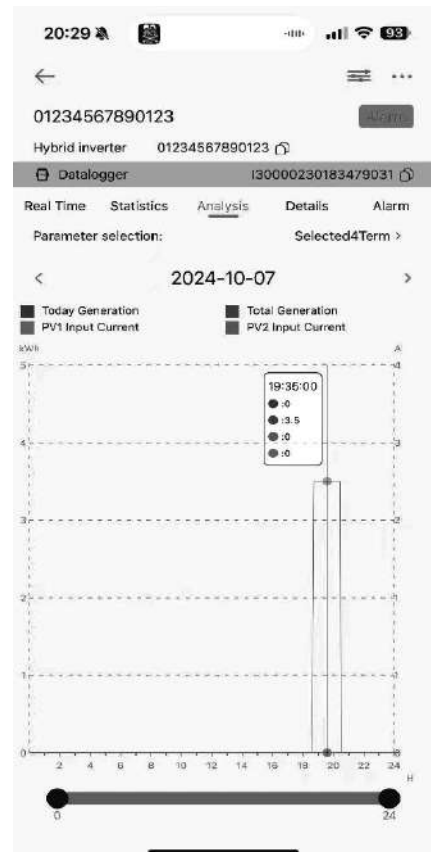 20:29 93
01234567890123 Alarm
Hybrid inverter 01234567890123
Datalogger I30000230183479031
Real Time Statistics Analysis Details Alarm
Parameter selection: Selected4Term >
< 2024-10-07 >
Today Generation Total Generation
PV1 Input Current PV2 Input Current
kWh A
5 4
19:35:00
:0
:3.5
:0
:0
4 3
3 2
2 1
1
0 0
2 4 6 8 10 12 14 16 18 20 22 24
H
0 24